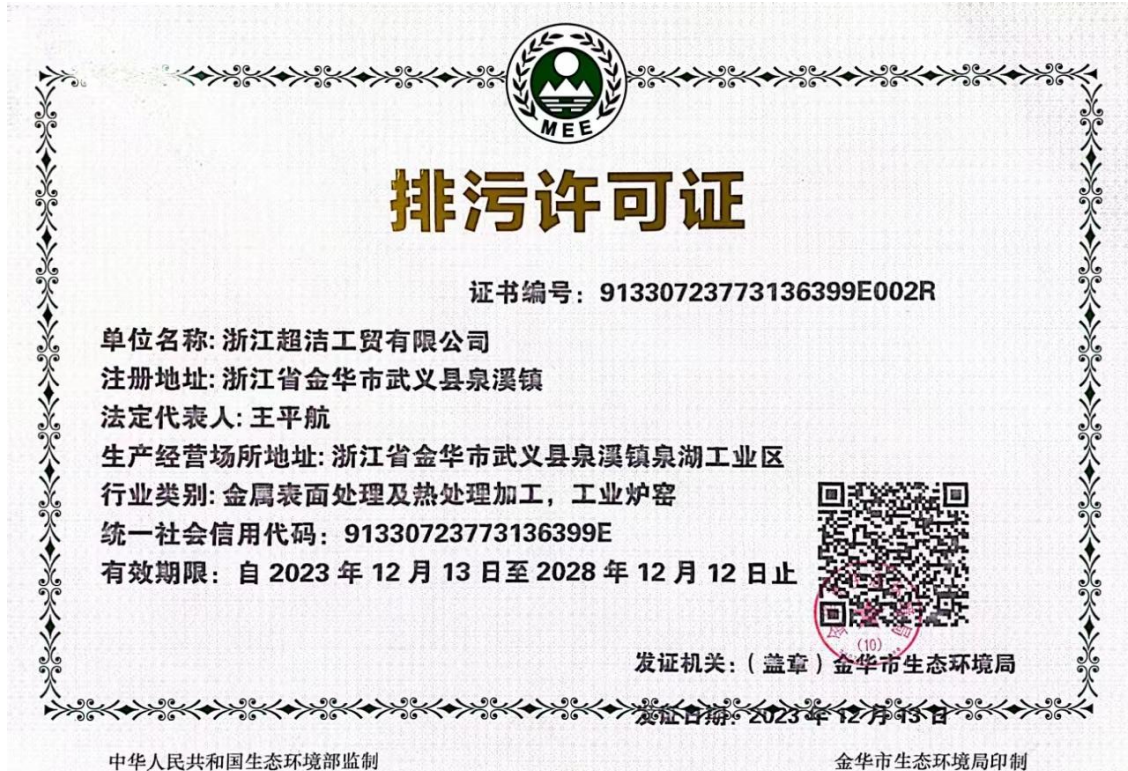 MEE
排污许可证
证书编号：91330723773136399E002R
单位名称: 浙江超洁工贸有限公司
注册地址: 浙江省金华市武义县泉溪镇
法定代表人: 王平航
生产经营场所地址: 浙江省金华市武义县泉溪镇泉湖工业区
行业类别: 金属表面处理及热处理加工，工业炉窑
统一社会信用代码：91330723773136399E
有效期限：自 2023 年 12 月 13 日至 2028 年 12 月 12 日止
(10)
发证机关：（盖章）金华市生态环境局
发证日期：2023 年 12 月 13 日
中华人民共和国生态环境部监制
金华市生态环境局印制